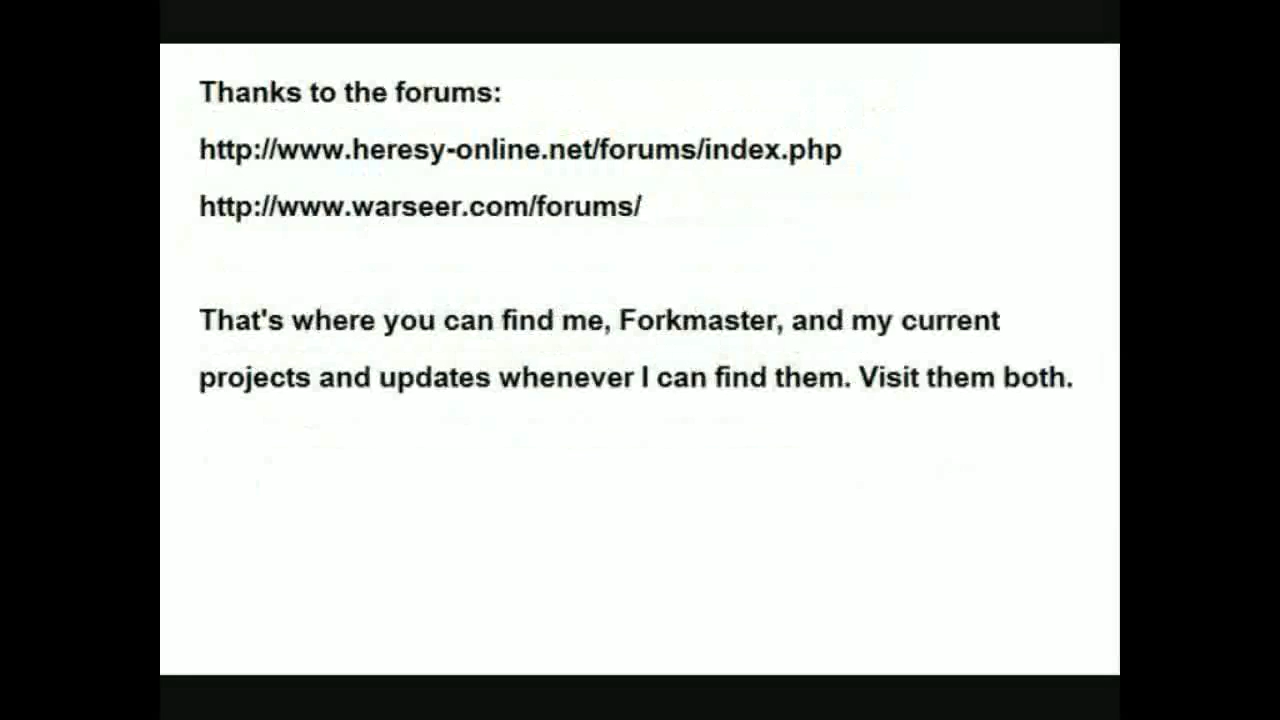 Thanks to the forums:
http://www.heresy-online.net/forums/index.php
http://www.warseer.com/forums/
That's where you can find me, Forkmaster, and my current
projects and updates whenever I can find them. Visit them both.